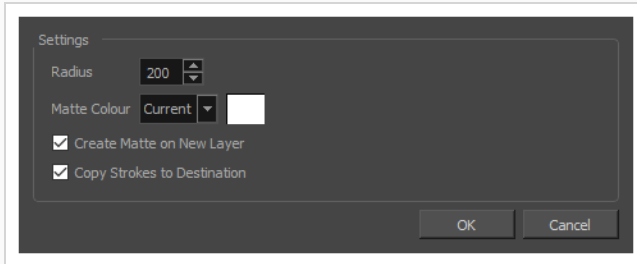 Settings
Radius 200
Matte Colour Current
Create Matte on New Layer
Copy Strokes to Destination
OK Cancel